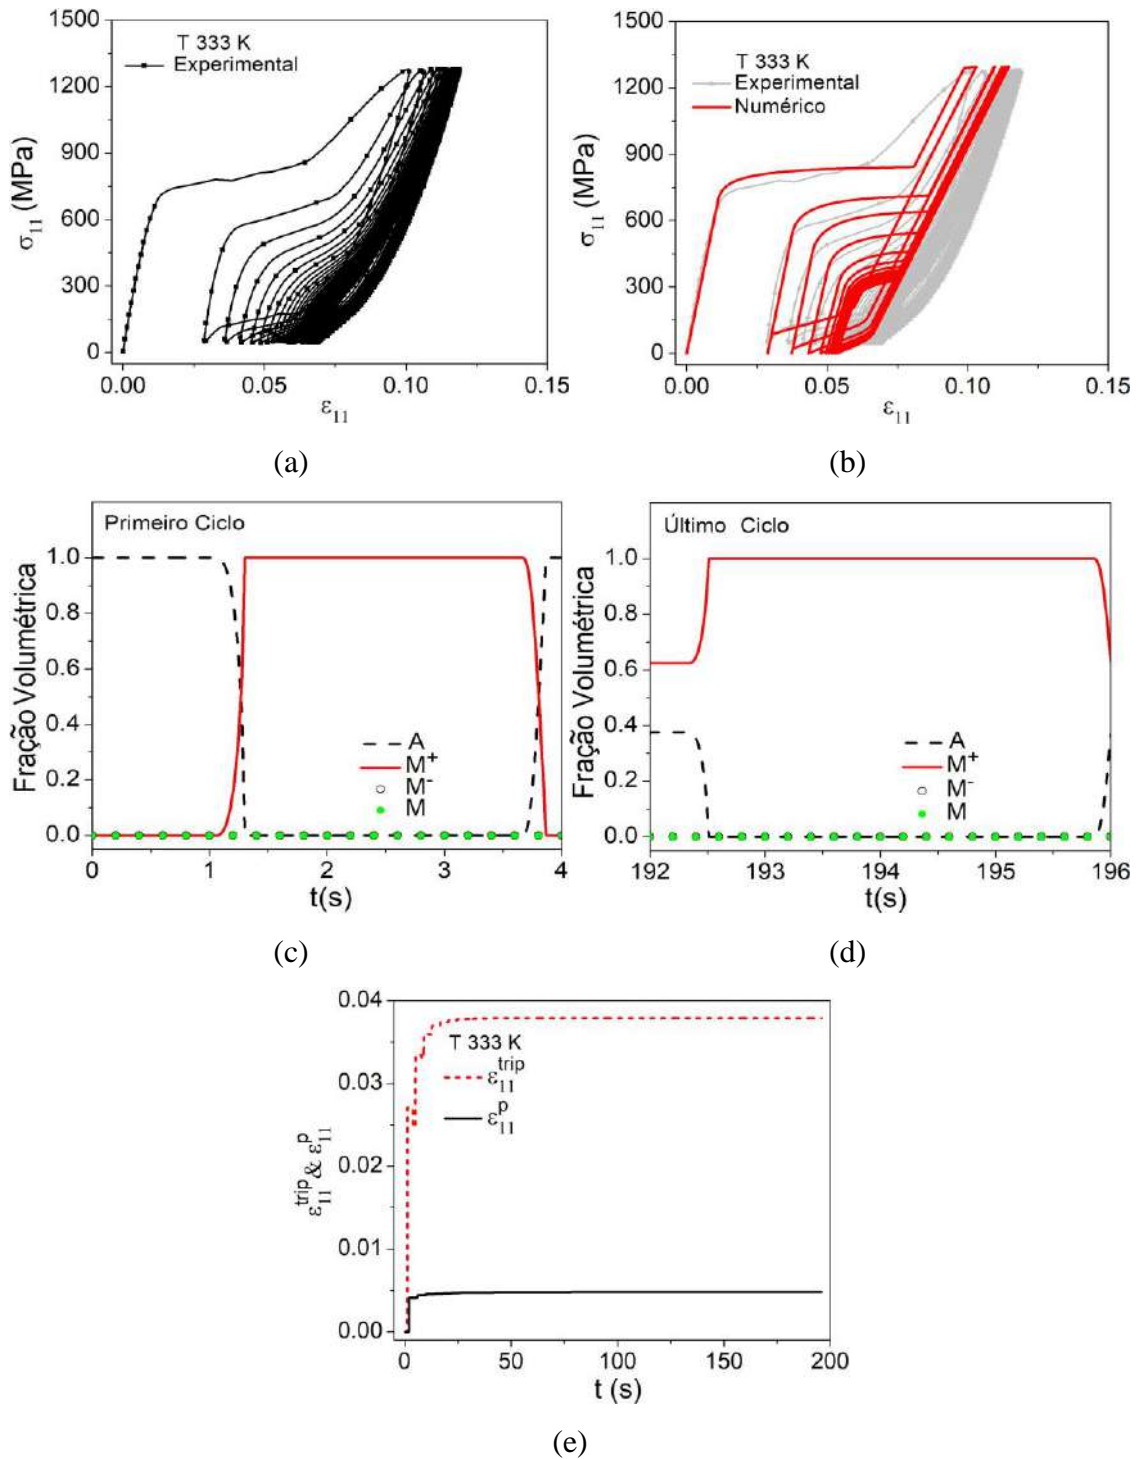 1500
1200
900
600
300
0
σ11 (MPa)
T 333 K
Experimental
0.00 0.05 0.10 0.15
ε11
(a)
1500
1200
900
600
300
0
σ11 (MPa)
T 333 K
Experimental
Numérico
0.00 0.05 0.10 0.15
ε11
(b)
Primeiro Ciclo
1.0
0.8
0.6
0.4
0.2
0.0
Fração Volumétrica
A
M+
M-
M
0 1 2 3 4
t(s)
(c)
Último Ciclo
1.0
0.8
0.6
0.4
0.2
0.0
Fração Volumétrica
A
M+
M-
M
192 193 194 195 196
t(s)
(d)
0.04
0.03
0.02
0.01
0.00
ε11trip & ε11p
T 333 K
ε11trip
ε11p
0 50 100 150 200
t (s)
(e)